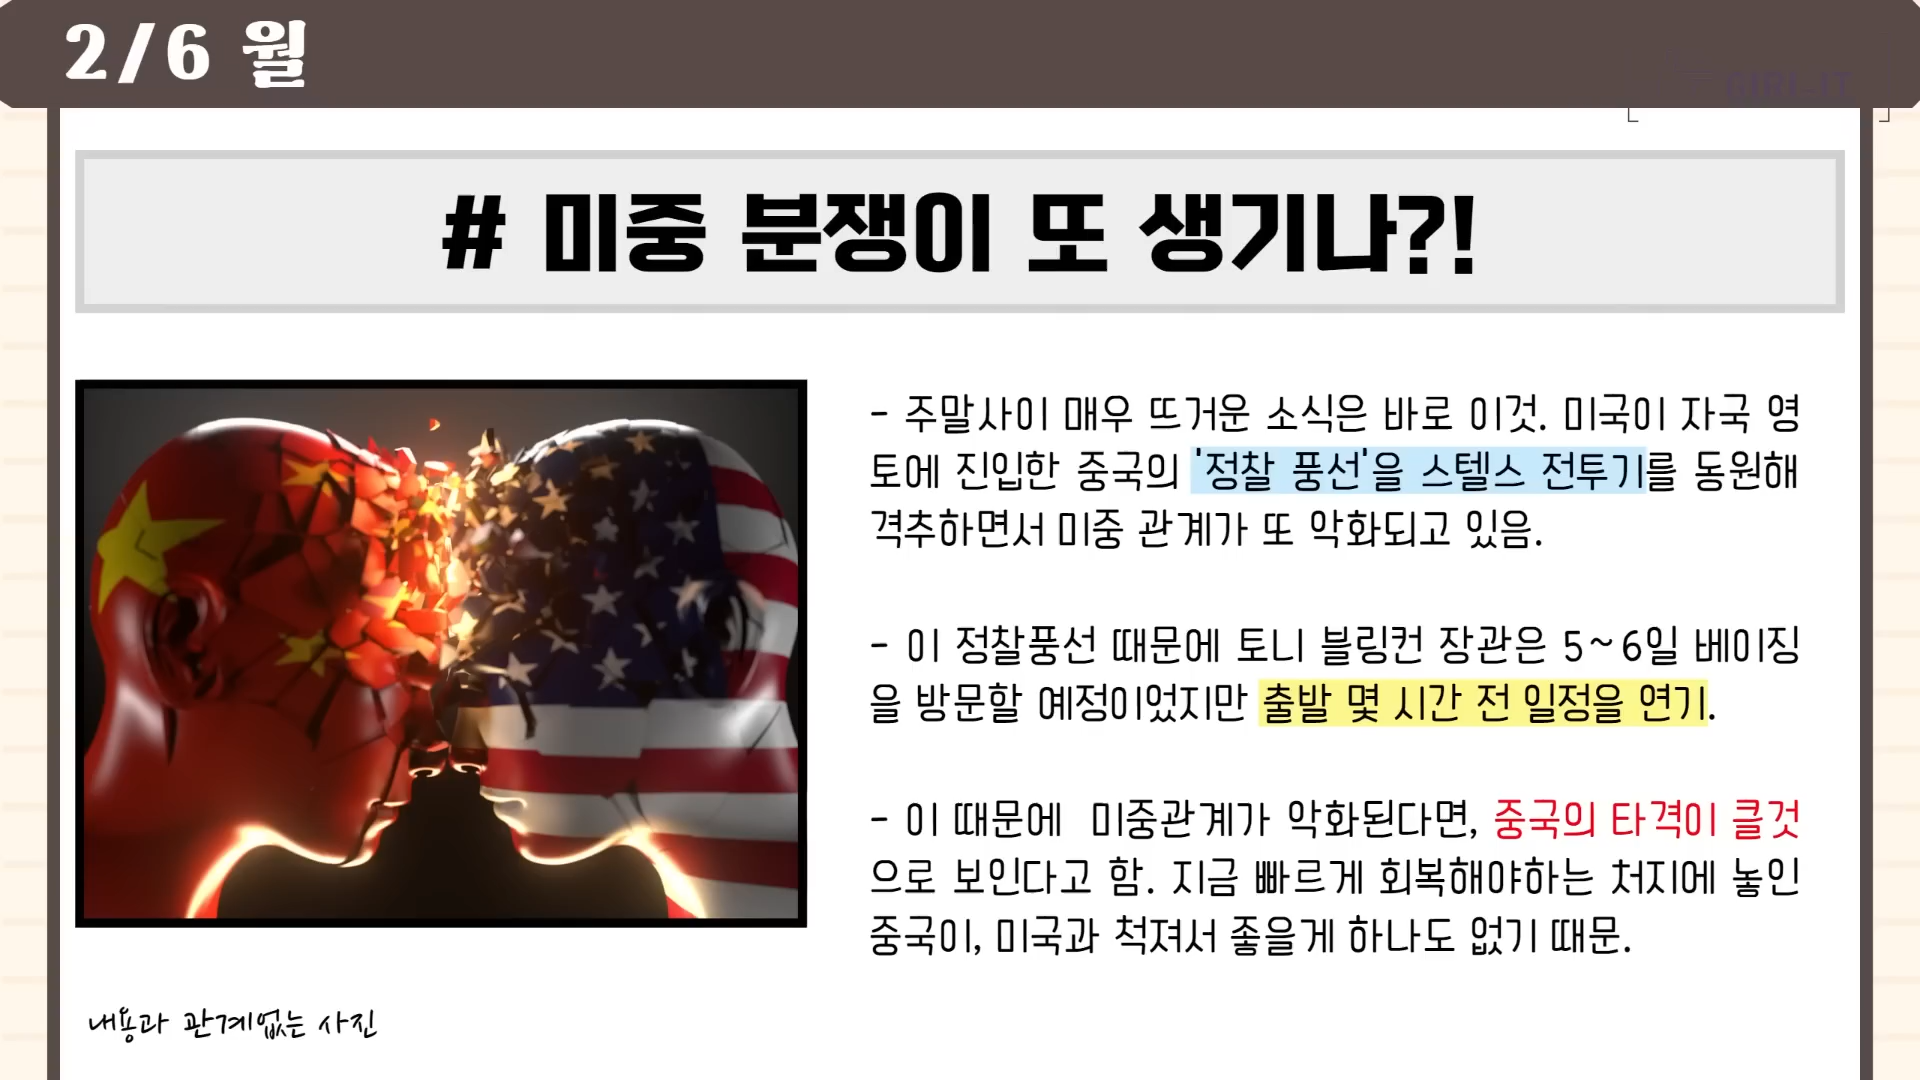 2/6 월
GIRL-IT
# 미중 분쟁이 또 생기나?!
- 주말사이 매우 뜨거운 소식은 바로 이것. 미국이 자국 영
토에 진입한 중국의 '정찰 풍선'을 스텔스 전투기를 동원해
격추하면서 미중 관계가 또 악화되고 있음.
- 이 정찰풍선 때문에 토니 블링컨 장관은 5~6일 베이징
을 방문할 예정이었지만 출발 몇 시간 전 일정을 연기.
- 이 때문에 미중관계가 악화된다면, 중국의 타격이 클것
으로 보인다고 함. 지금 빠르게 회복해야하는 처지에 놓인
중국이, 미국과 척져서 좋을게 하나도 없기 때문.
내용과 관계없는 사진